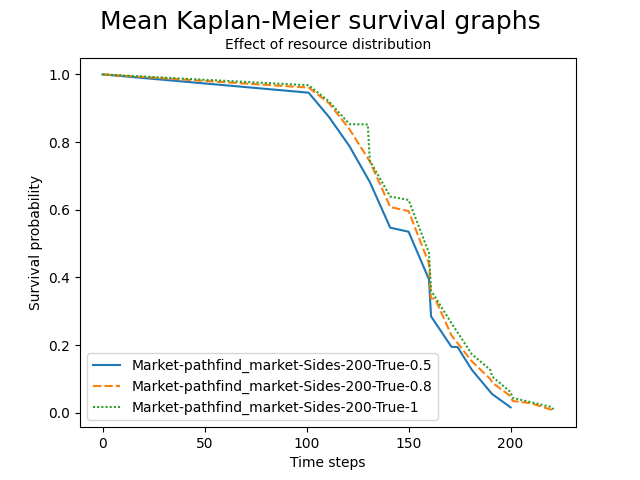 Mean Kaplan-Meier survival graphs
Effect of resource distribution
1.0
0.8
0.6
0.4
0.2
0.0
Survival probability
Market-pathfind_market-Sides-200-True-0.5
Market-pathfind_market-Sides-200-True-0.8
Market-pathfind_market-Sides-200-True-1
0 50 100 150 200
Time steps